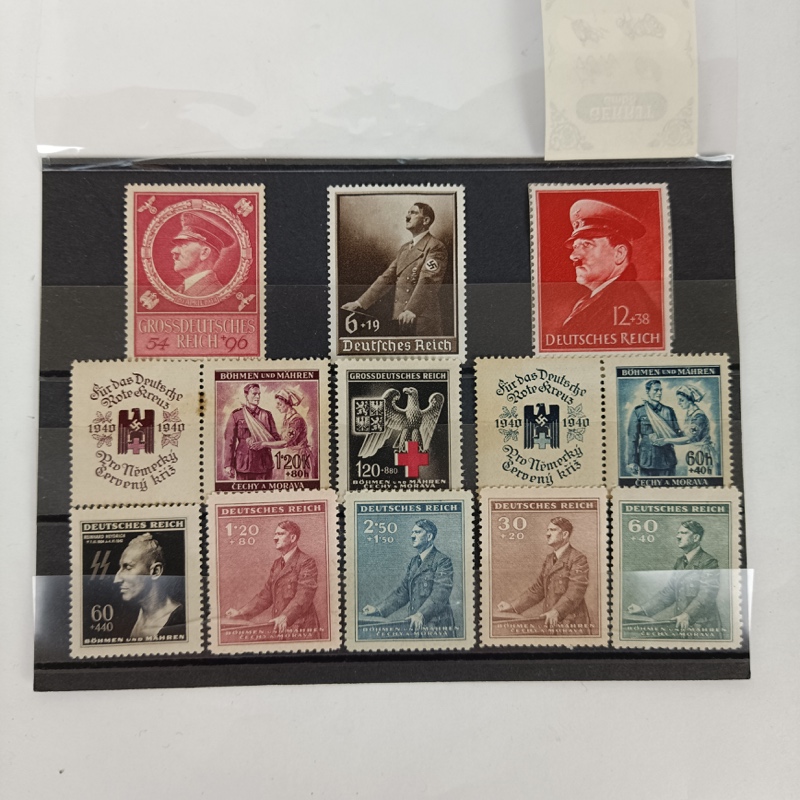 GROSSDEUTSCHES
54 REICH +96
6+19
Deutsches Reich
12+38
DEUTSCHES REICH
Für das Deutsche
Rote Kreuz
1940 1940
Pro Německý
Červený kříž
BÖHMEN UND MÄHREN
1·20K
+80h
ČECHY A MORAVA
GROSSDEUTSCHES REICH
1.20+8.80
BÖHMEN UND MÄHREN
ČECHY A MORAVA
Für das Deutsche
Rote Kreuz
1940 1940
Pro Německý
Červený kříž
BÖHMEN UND MÄHREN
60h
+40h
ČECHY A MORAVA
DEUTSCHES REICH
REINHARD HEYDRICH
60
+440
BÖHMEN UND MÄHREN
DEUTSCHES REICH
1·20
+80
BÖHMEN UND MÄHREN
ČECHY A MORAVA
DEUTSCHES REICH
2·50
+1·50
BÖHMEN UND MÄHREN
ČECHY A MORAVA
DEUTSCHES REICH
30
+20
BÖHMEN UND MÄHREN
ČECHY A MORAVA
DEUTSCHES REICH
60
+40
BÖHMEN UND MÄHREN
ČECHY A MORAVA